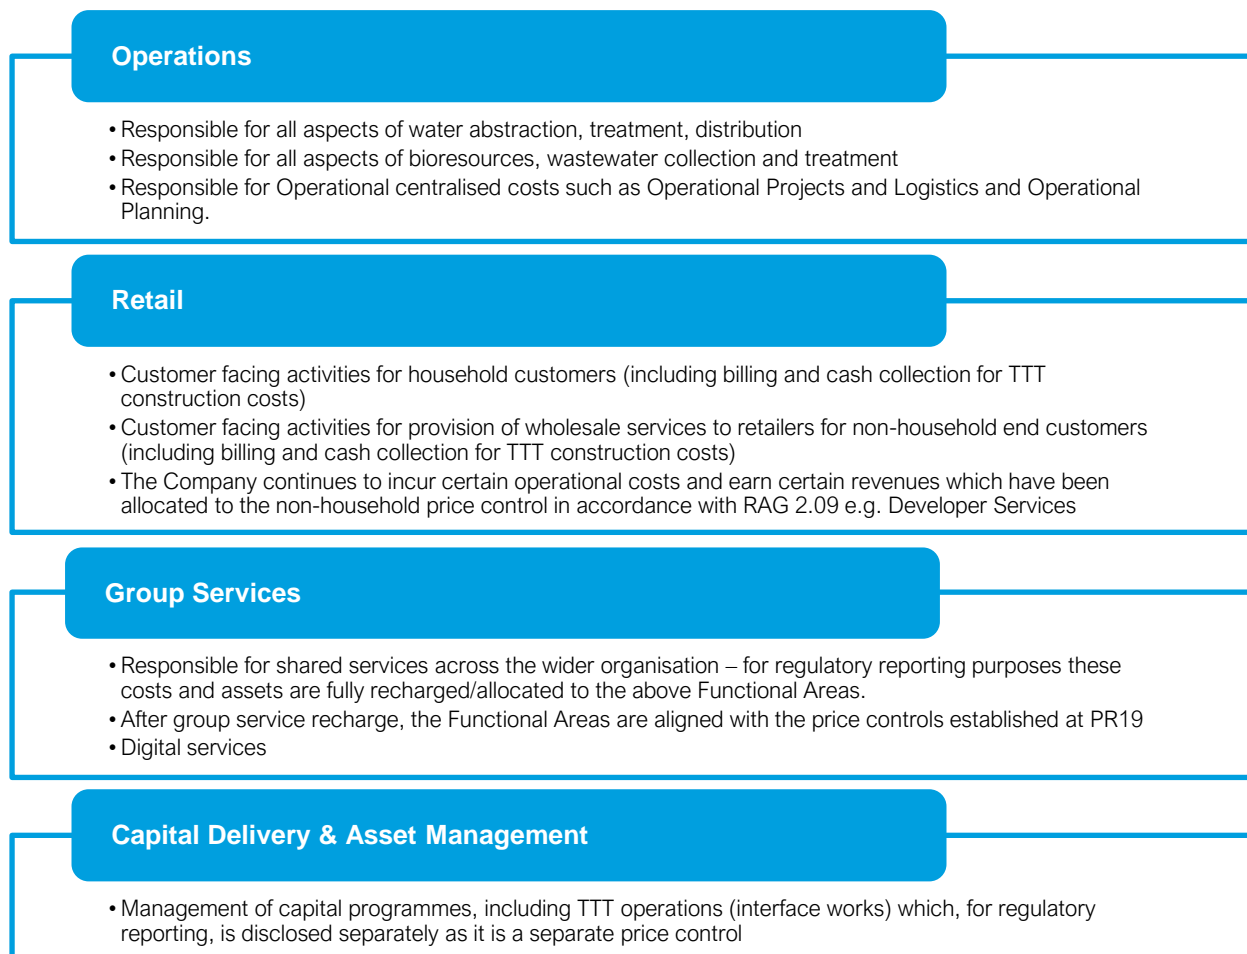 Operations
• Responsible for all aspects of water abstraction, treatment, distribution
• Responsible for all aspects of bioresources, wastewater collection and treatment
• Responsible for Operational centralised costs such as Operational Projects and Logistics and Operational
Planning.
Retail
• Customer facing activities for household customers (including billing and cash collection for TTT
construction costs)
• Customer facing activities for provision of wholesale services to retailers for non-household end customers
(including billing and cash collection for TTT construction costs)
• The Company continues to incur certain operational costs and earn certain revenues which have been
allocated to the non-household price control in accordance with RAG 2.09 e.g. Developer Services
Group Services
• Responsible for shared services across the wider organisation – for regulatory reporting purposes these
costs and assets are fully recharged/allocated to the above Functional Areas.
• After group service recharge, the Functional Areas are aligned with the price controls established at PR19
• Digital services
Capital Delivery & Asset Management
• Management of capital programmes, including TTT operations (interface works) which, for regulatory
reporting, is disclosed separately as it is a separate price control